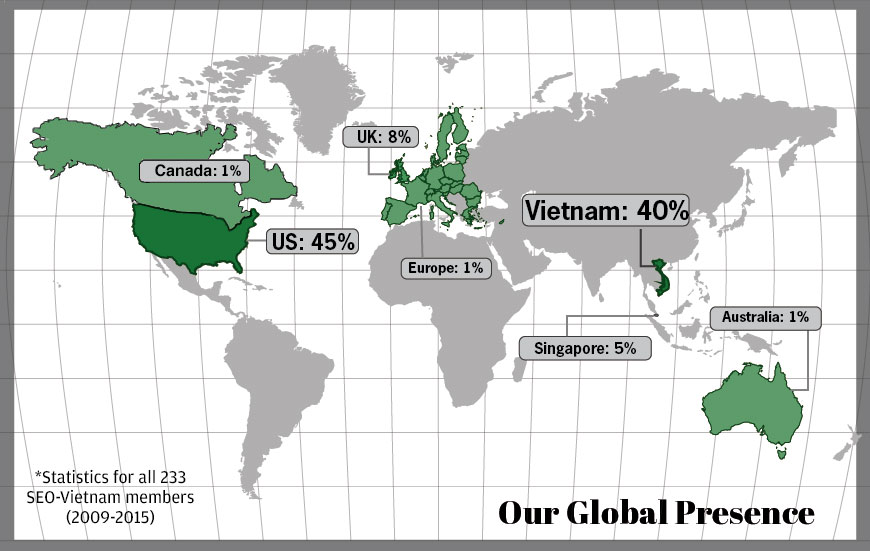 UK: 8%
Canada: 1%
Vietnam: 40%
US: 45%
Europe: 1%
Australia: 1%
Singapore: 5%
*Statistics for all 233
SEO-Vietnam members
(2009-2015)
Our Global Presence